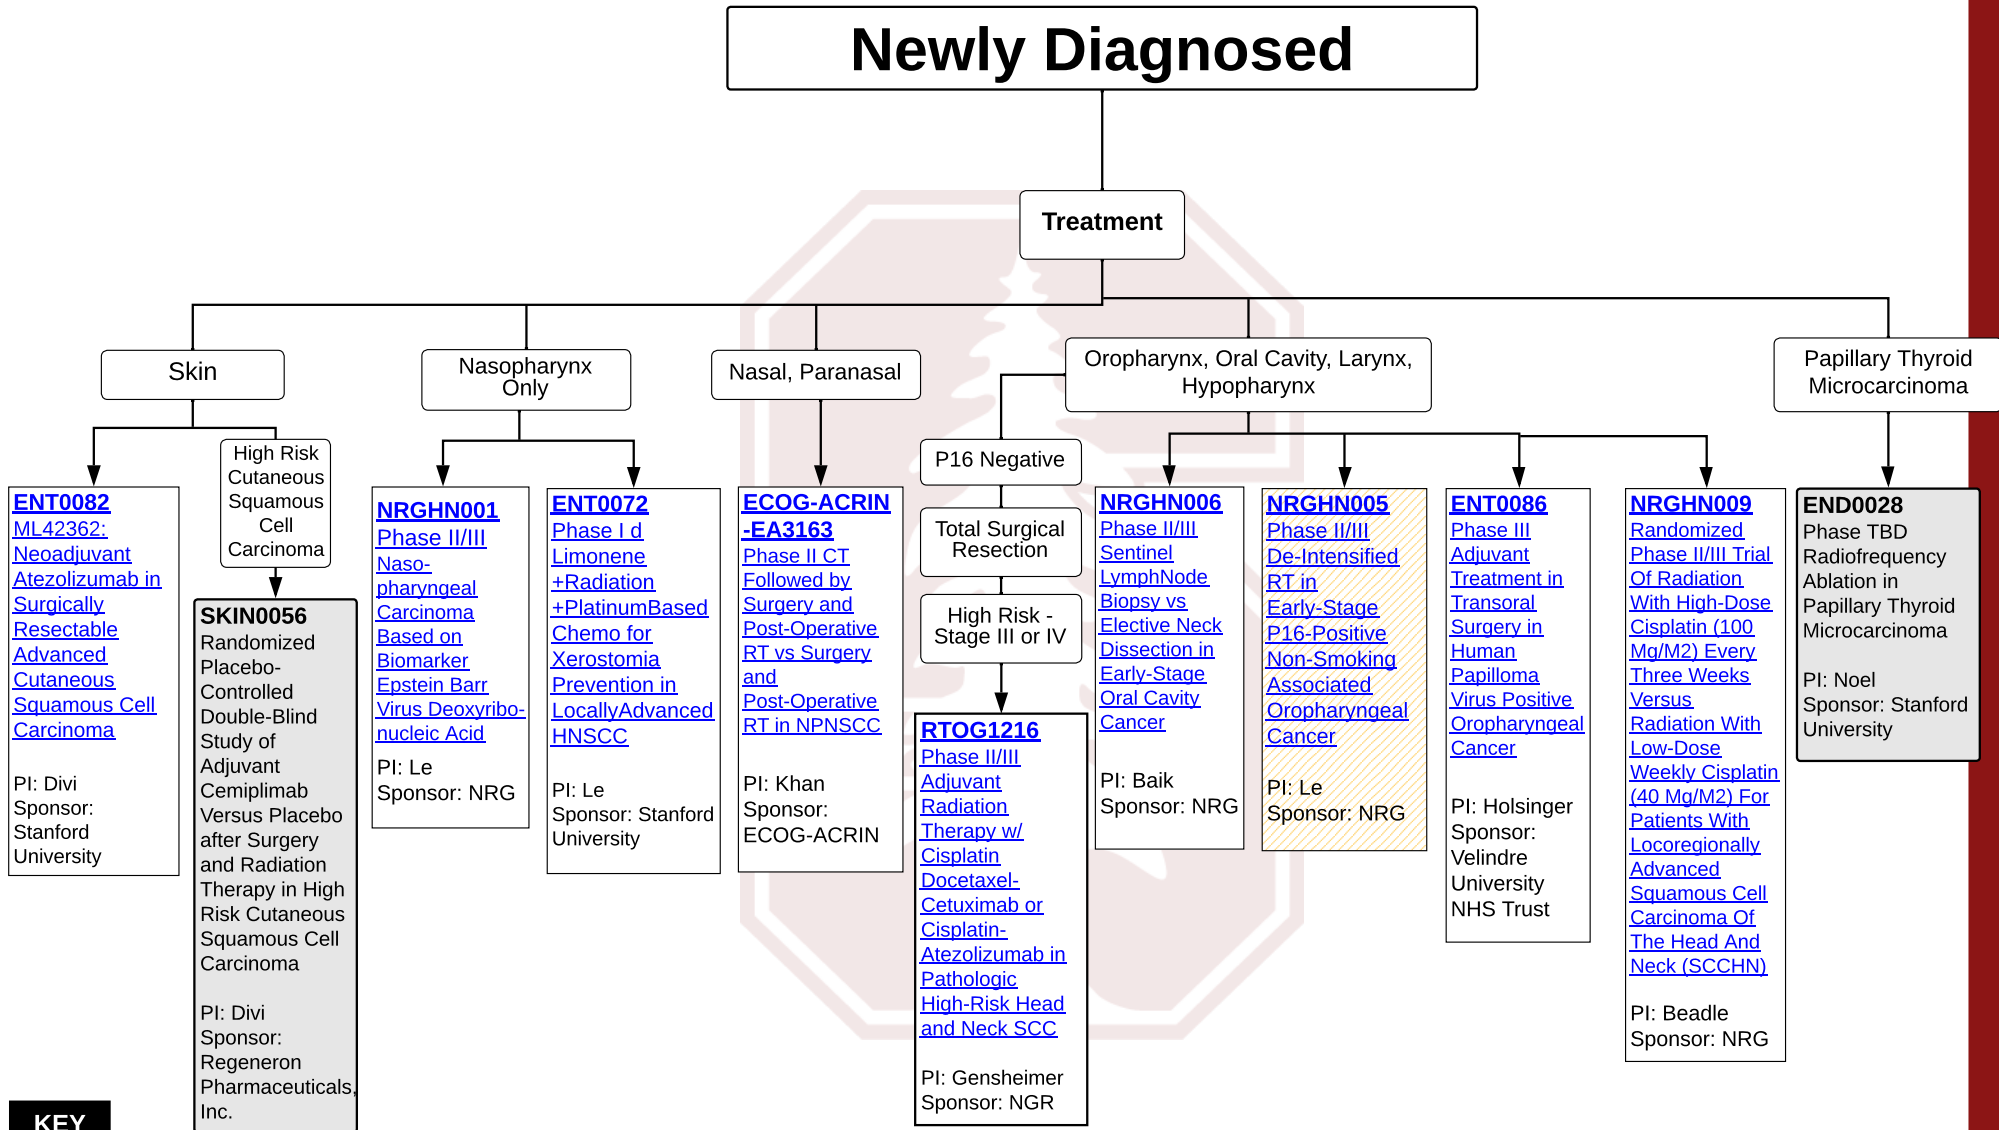 Newly Diagnosed
Treatment
Skin
Nasopharynx
Only
Nasal, Paranasal
Oropharynx, Oral Cavity, Larynx,
Hypopharynx
Papillary Thyroid
Microcarcinoma
ENT0082
ML42362:
Neoadjuvant
Atezolizumab in
Surgically
Resectable
Advanced
Cutaneous
Squamous Cell
Carcinoma
PI: Divi
Sponsor:
Stanford
University
High Risk
Cutaneous
Squamous
Cell
Carcinoma
SKIN0056
Randomized
Placebo-
Controlled
Double-Blind
Study of
Adjuvant
Cemiplimab
Versus Placebo
after Surgery
and Radiation
Therapy in High
Risk Cutaneous
Squamous Cell
Carcinoma
PI: Divi
Sponsor:
Regeneron
Pharmaceuticals,
Inc.
NRGHN001
Phase II/III
Naso-
pharyngeal
Carcinoma
Based on
Biomarker
Epstein Barr
Virus Deoxyribo-
nucleic Acid
PI: Le
Sponsor: NRG
ENT0072
Phase I d
Limonene
+Radiation
+PlatinumBased
Chemo for
Xerostomia
Prevention in
LocallyAdvanced
HNSCC
PI: Le
Sponsor: Stanford
University
ECOG-ACRIN
-EA3163
Phase II CT
Followed by
Surgery and
Post-Operative
RT vs Surgery
and
Post-Operative
RT in NPNSCC
PI: Khan
Sponsor:
ECOG-ACRIN
P16 Negative
Total Surgical
Resection
High Risk -
Stage III or IV
RTOG1216
Phase II/III
Adjuvant
Radiation
Therapy w/
Cisplatin
Docetaxel-
Cetuximab or
Cisplatin-
Atezolizumab in
Pathologic
High-Risk Head
and Neck SCC
PI: Gensheimer
Sponsor: NGR
NRGHN006
Phase II/III
Sentinel
LymphNode
Biopsy vs
Elective Neck
Dissection in
Early-Stage
Oral Cavity
Cancer
PI: Baik
Sponsor: NRG
NRGHN005
Phase II/III
De-Intensified
RT in
Early-Stage
P16-Positive
Non-Smoking
Associated
Oropharyngeal
Cancer
PI: Le
Sponsor: NRG
ENT0086
Phase III
Adjuvant
Treatment in
Transoral
Surgery in
Human
Papilloma
Virus Positive
Oropharyngeal
Cancer
PI: Holsinger
Sponsor:
Velindre
University
NHS Trust
NRGHN009
Randomized
Phase II/III Trial
Of Radiation
With High-Dose
Cisplatin (100
Mg/M2) Every
Three Weeks
Versus
Radiation With
Low-Dose
Weekly Cisplatin
(40 Mg/M2) For
Patients With
Locoregionally
Advanced
Squamous Cell
Carcinoma Of
The Head And
Neck (SCCHN)
PI: Beadle
Sponsor: NRG
END0028
Phase TBD
Radiofrequency
Ablation in
Papillary Thyroid
Microcarcinoma
PI: Noel
Sponsor: Stanford
University
KEY